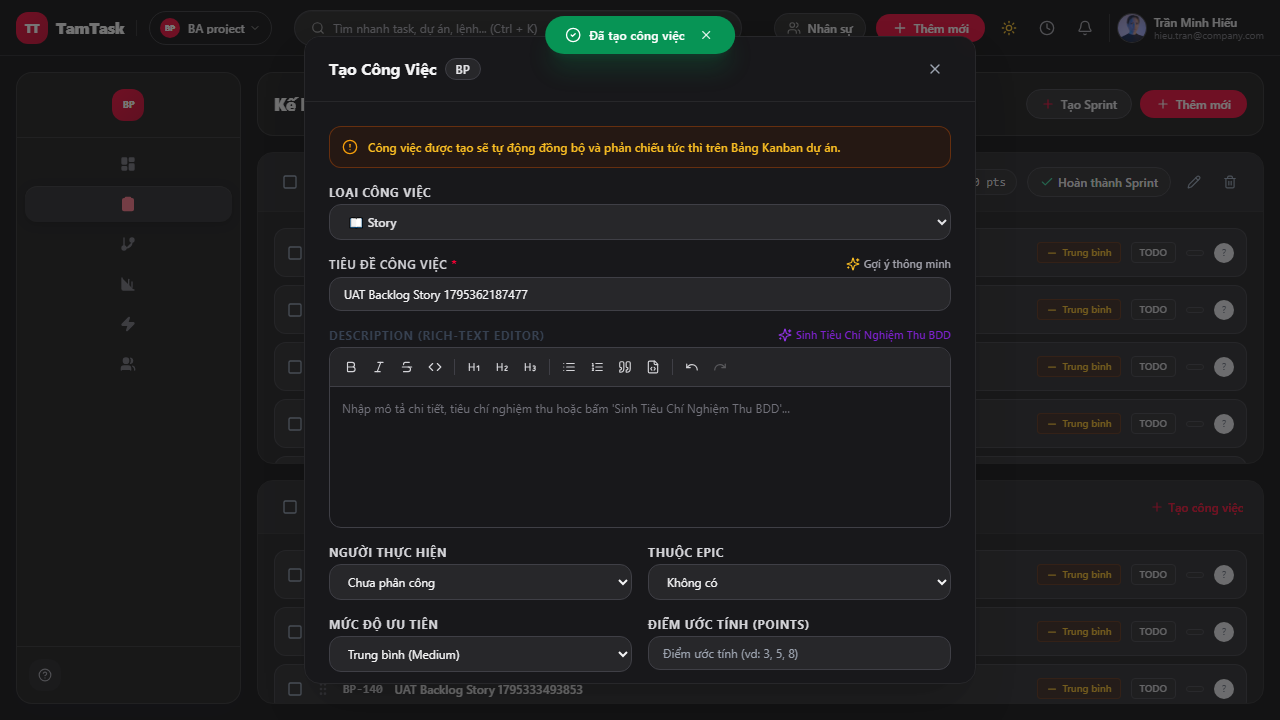 TT TamTask
BP BA project
Tìm nhanh task, dự án, lệnh... (Ctrl + K)
Đã tạo công việc
Nhân sự
Thêm mới
Trần Minh Hiếu
hieu.tran@company.com
BP
Tạo Công Việc BP
Tạo Sprint
Thêm mới
Công việc được tạo sẽ tự động đồng bộ và phản chiếu tức thì trên Bảng Kanban dự án.
pts
Hoàn thành Sprint
LOẠI CÔNG VIỆC
Story
TIÊU ĐỀ CÔNG VIỆC *
Gợi ý thông minh
UAT Backlog Story 1795362187477
DESCRIPTION (RICH-TEXT EDITOR)
Sinh Tiêu Chí Nghiệm Thu BDD
B I S H1 H2 H3
Nhập mô tả chi tiết, tiêu chí nghiệm thu hoặc bấm 'Sinh Tiêu Chí Nghiệm Thu BDD'...
Trung bình TODO ?
Trung bình TODO ?
Trung bình TODO ?
Trung bình TODO ?
Tạo công việc
NGƯỜI THỰC HIỆN
THUỘC EPIC
Chưa phân công
Không có
Trung bình TODO ?
MỨC ĐỘ ƯU TIÊN
ĐIỂM ƯỚC TÍNH (POINTS)
Trung bình (Medium)
Điểm ước tính (vd: 3, 5, 8)
Trung bình TODO ?
BP-140 UAT Backlog Story 1795333493853
Trung bình TODO ?